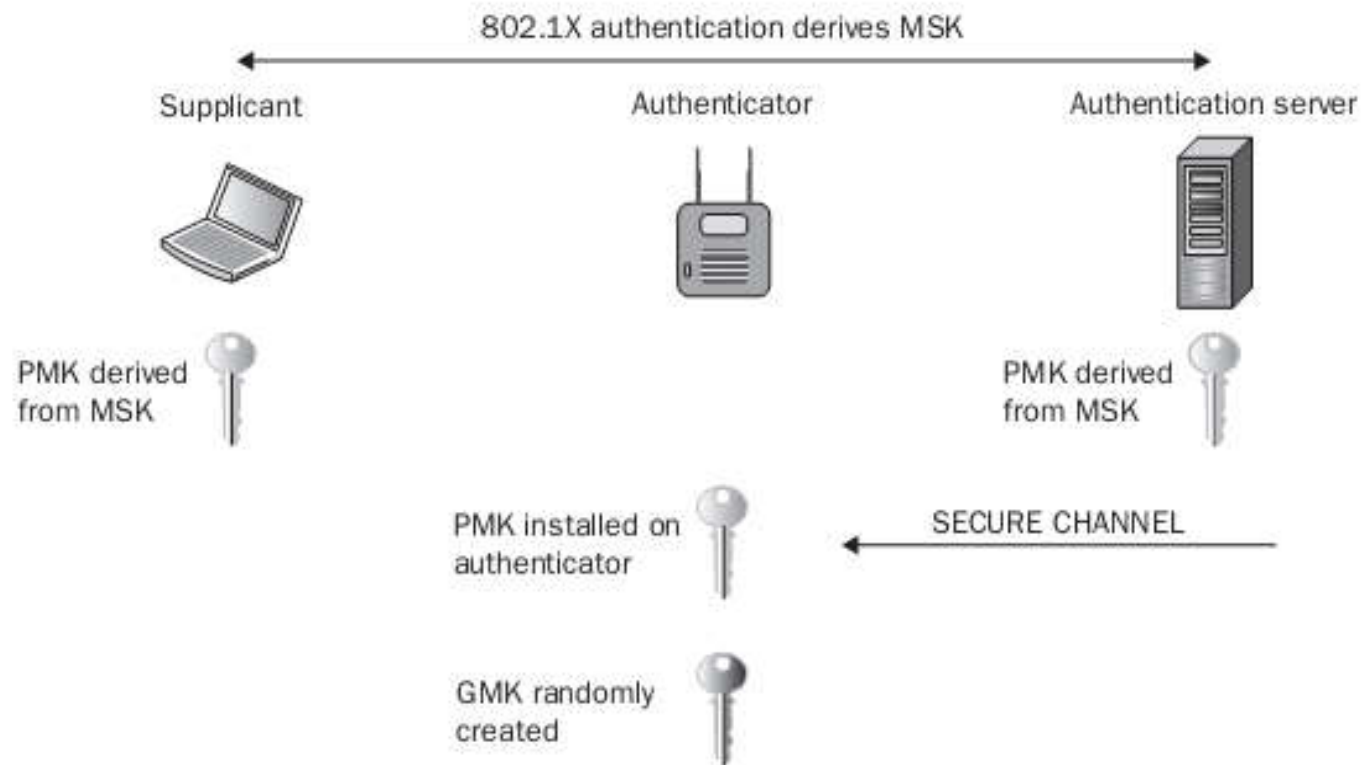 802.1X authentication derives MSK
Supplicant
Authenticator
Authentication server
PMK derived
from MSK
PMK derived
from MSK
PMK installed on
authenticator
SECURE CHANNEL
GMK randomly
created